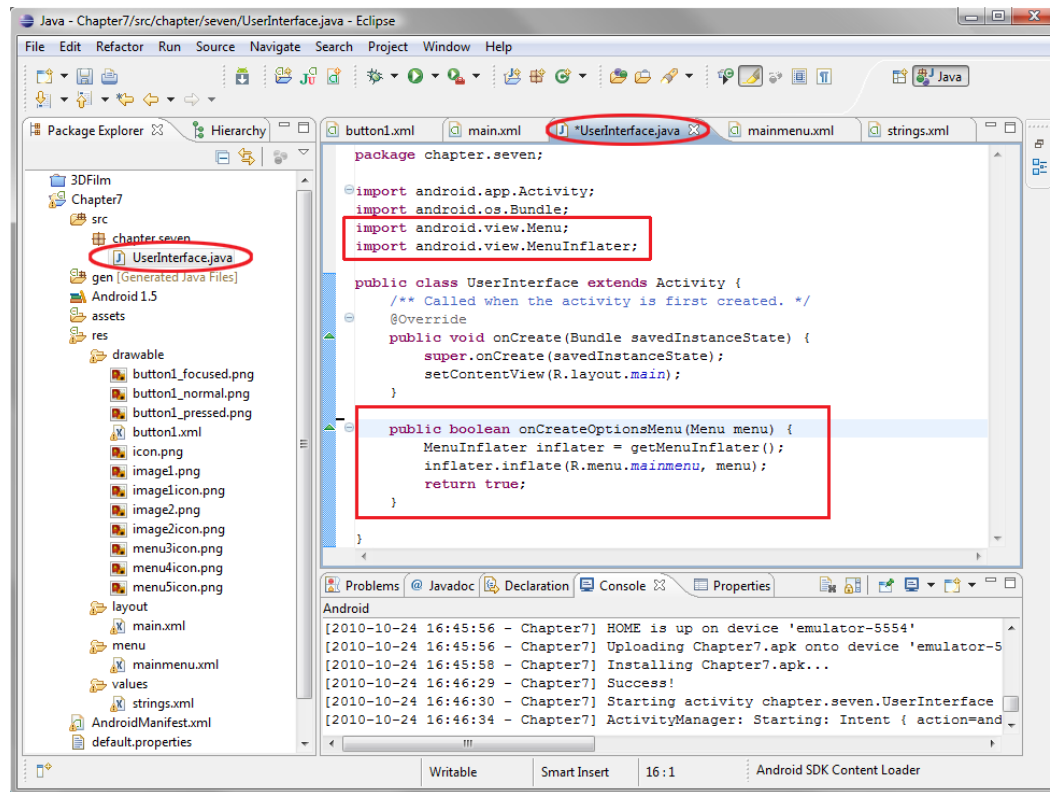 Java - Chapter7/src/chapter/seven/UserInterface.java - Eclipse
File Edit Refactor Run Source Navigate Search Project Window Help
Java
Package Explorer
Hierarchy
3DFilm
Chapter7
src
chapter.seven
UserInterface.java
gen [Generated Java Files]
Android 1.5
assets
res
drawable
button1_focused.png
button1_normal.png
button1_pressed.png
button1.xml
icon.png
image1.png
image1icon.png
image2.png
image2icon.png
menu3icon.png
menu4icon.png
menu5icon.png
layout
main.xml
menu
mainmenu.xml
values
strings.xml
AndroidManifest.xml
default.properties
button1.xml main.xml *UserInterface.java mainmenu.xml strings.xml
package chapter.seven;
import android.app.Activity;
import android.os.Bundle;
import android.view.Menu;
import android.view.MenuInflater;
public class UserInterface extends Activity {
/** Called when the activity is first created. */
@Override
public void onCreate(Bundle savedInstanceState) {
super.onCreate(savedInstanceState);
setContentView(R.layout.main);
}
public boolean onCreateOptionsMenu(Menu menu) {
MenuInflater inflater = getMenuInflater();
inflater.inflate(R.menu.mainmenu, menu);
return true;
}
}
Problems @ Javadoc Declaration Console Properties
Android
[2010-10-24 16:45:56 - Chapter7] HOME is up on device 'emulator-5554'
[2010-10-24 16:45:56 - Chapter7] Uploading Chapter7.apk onto device 'emulator-5
[2010-10-24 16:45:58 - Chapter7] Installing Chapter7.apk...
[2010-10-24 16:46:29 - Chapter7] Success!
[2010-10-24 16:46:30 - Chapter7] Starting activity chapter.seven.UserInterface
[2010-10-24 16:46:34 - Chapter7] ActivityManager: Starting: Intent { action=and
Writable Smart Insert 16 : 1 Android SDK Content Loader